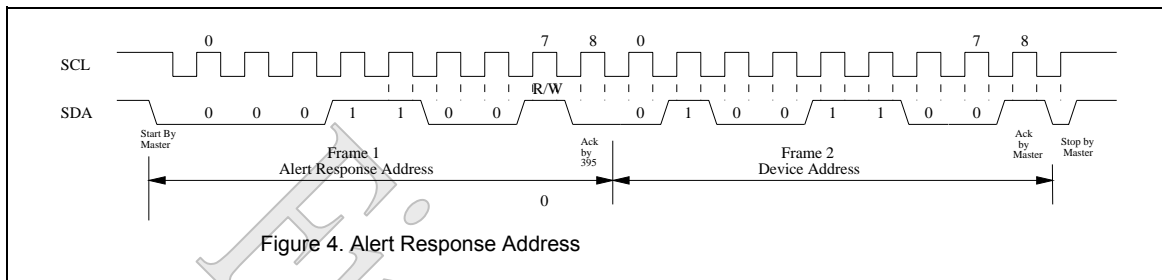 0 7 8 0 7 8
SCL
R/W
SDA 0 0 0 1 1 0 0 0 1 0 0 1 1 0 0
Start By
Master
Ack
by
395
Ack
by
Master
Stop by
Master
Frame 1
Alert Response Address
Frame 2
Device Address
0
Figure 4. Alert Response Address
Fi